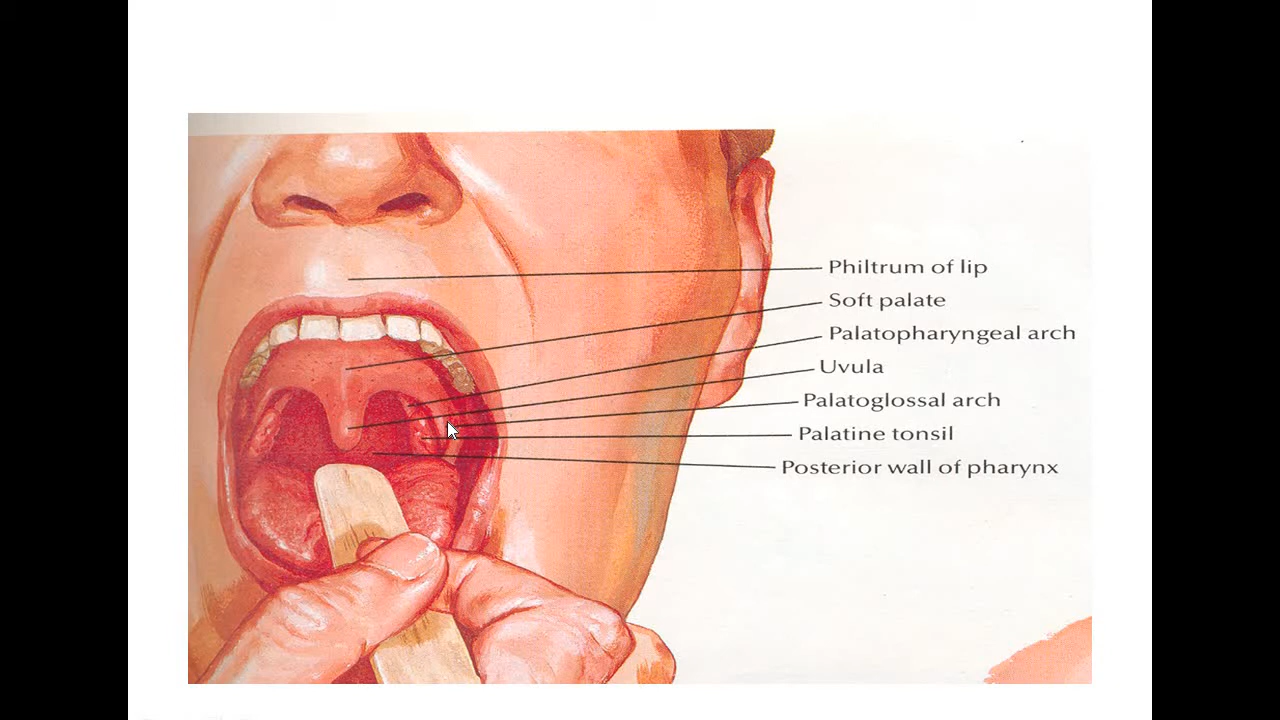 Philtrum of lip
Soft palate
Palatopharyngeal arch
Uvula
Palatoglossal arch
Palatine tonsil
Posterior wall of pharynx